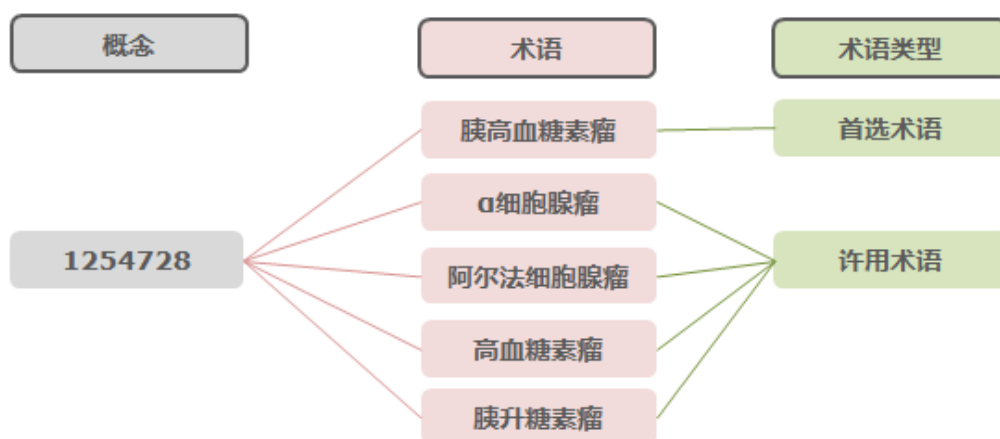 概念
术语
术语类型
胰高血糖素瘤
首选术语
α细胞腺瘤
1254728
阿尔法细胞腺瘤
许用术语
高血糖素瘤
胰升糖素瘤